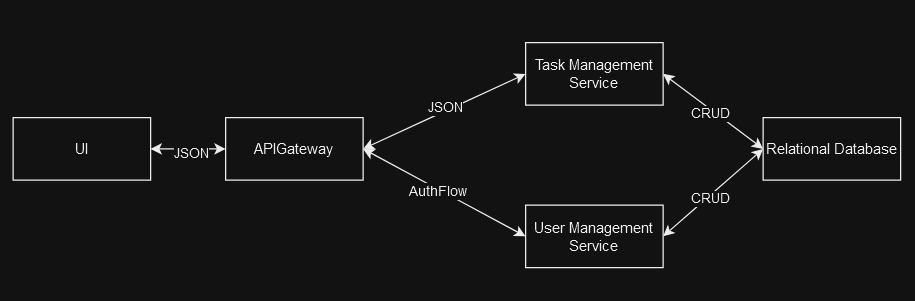 UI
JSON
APIGateway
JSON
AuthFlow
Task Management
Service
User Management
Service
CRUD
CRUD
Relational Database